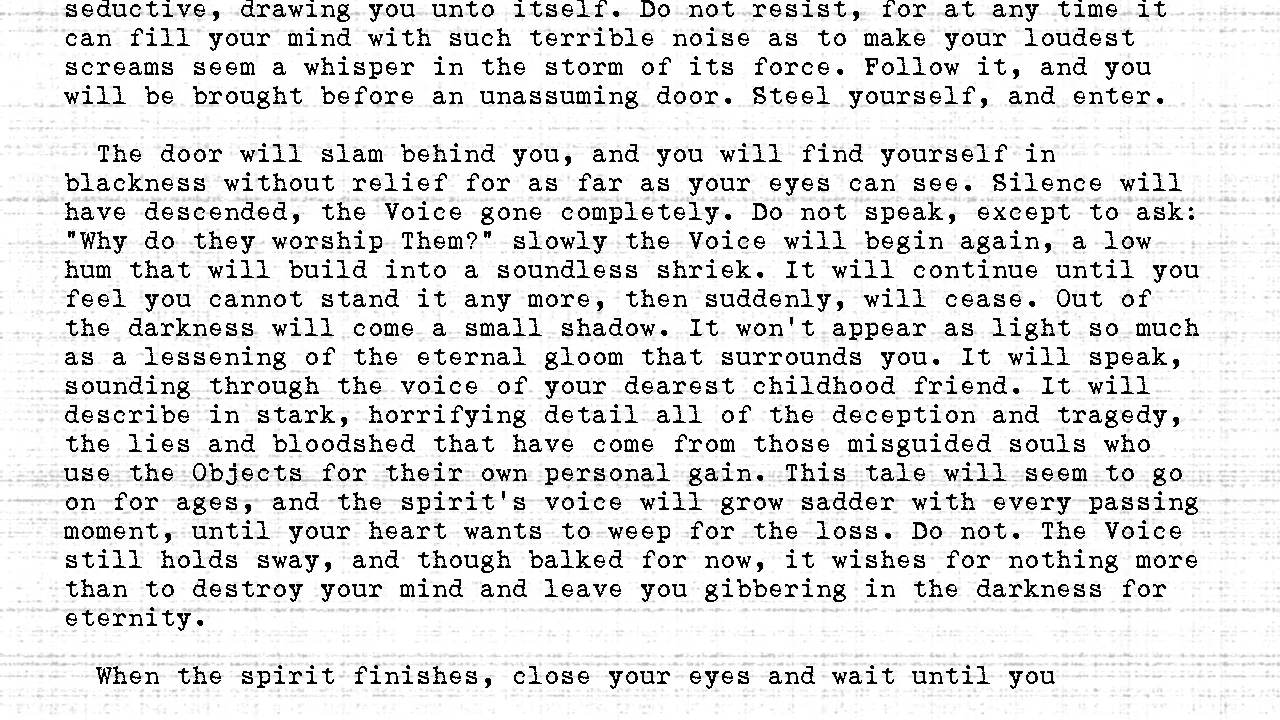 seductive, drawing you unto itself. Do not resist, for at any time it
can fill your mind with such terrible noise as to make your loudest
screams seem a whisper in the storm of its force. Follow it, and you
will be brought before an unassuming door. Steel yourself, and enter.
The door will slam behind you, and you will find yourself in
blackness without relief for as far as your eyes can see. Silence will
have descended, the Voice gone completely. Do not speak, except to ask:
"Why do they worship Them?" slowly the Voice will begin again, a low
hum that will build into a soundless shriek. It will continue until you
feel you cannot stand it any more, then suddenly, will cease. Out of
the darkness will come a small shadow. It won't appear as light so much
as a lessening of the eternal gloom that surrounds you. It will speak,
sounding through the voice of your dearest childhood friend. It will
describe in stark, horrifying detail all of the deception and tragedy,
the lies and bloodshed that have come from those misguided souls who
use the Objects for their own personal gain. This tale will seem to go
on for ages, and the spirit's voice will grow sadder with every passing
moment, until your heart wants to weep for the loss. Do not. The Voice
still holds sway, and though balked for now, it wishes for nothing more
than to destroy your mind and leave you gibbering in the darkness for
eternity.
When the spirit finishes, close your eyes and wait until you